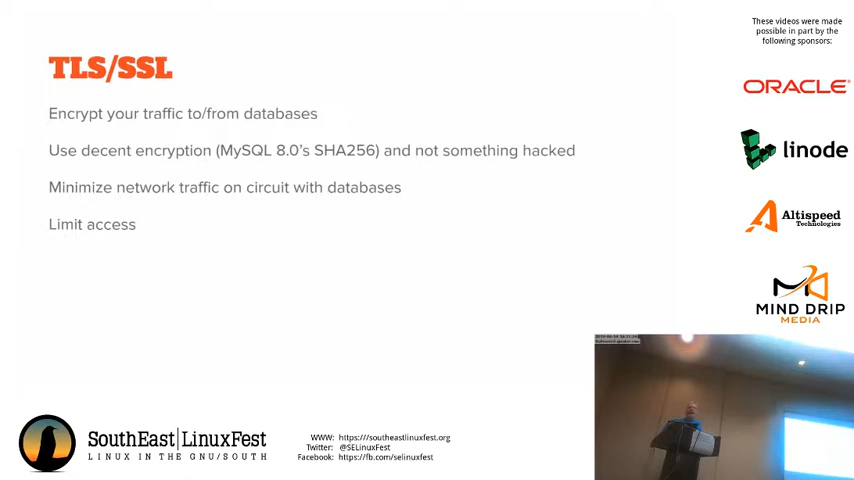 These videos were made
possible in part by the
following sponsors:
TLS/SSL
ORACLE®
Encrypt your traffic to/from databases
Use decent encryption (MySQL 8.0's SHA256) and not something hacked
linode
Minimize network traffic on circuit with databases
Limit access
Altispeed
Technologies
MIND DRIP
MEDIA
SouthEast|LinuxFest
LINUX IN THE GNU/SOUTH
WWW: https:///southeastlinuxfest.org
Twitter: @SELinuxFest
Facebook: https://fb.com/selinuxfest